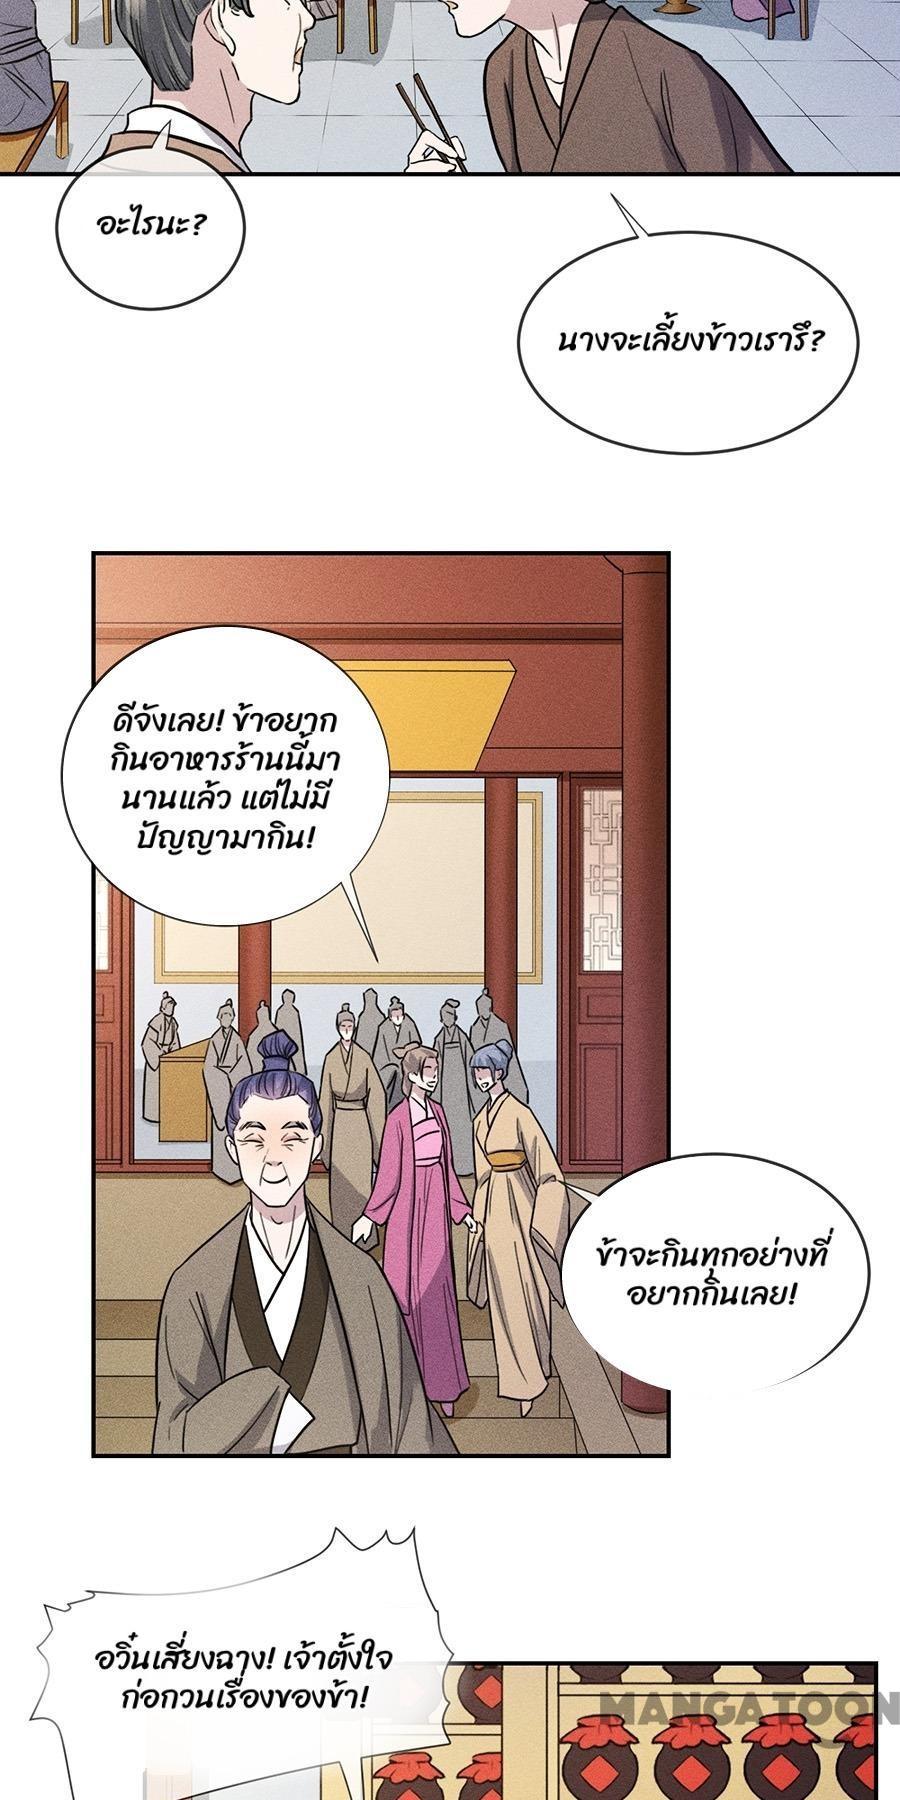 อะไรนะ?
นางจะเลี้ยงข้าวเรารึ?
ดีจังเลย! ข้าอยาก
กินอาหารร้านนี้มา
นานแล้ว แต่ไม่มี
ปัญญามากิน!
ข้าจะกินทุกอย่างที่
อยากกินเลย!
อวิ๋นเสี่ยงฉาง! เจ้าตั้งใจ
ก่อกวนเรื่องของข้า!
MANGATOON